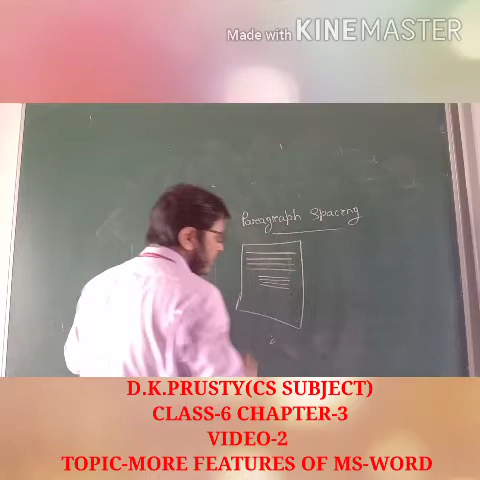 Made with KINEMASTER
Paragraph Spacing
D.K.PRUSTY(CS SUBJECT)
CLASS-6 CHAPTER-3
VIDEO-2
TOPIC-MORE FEATURES OF MS-WORD